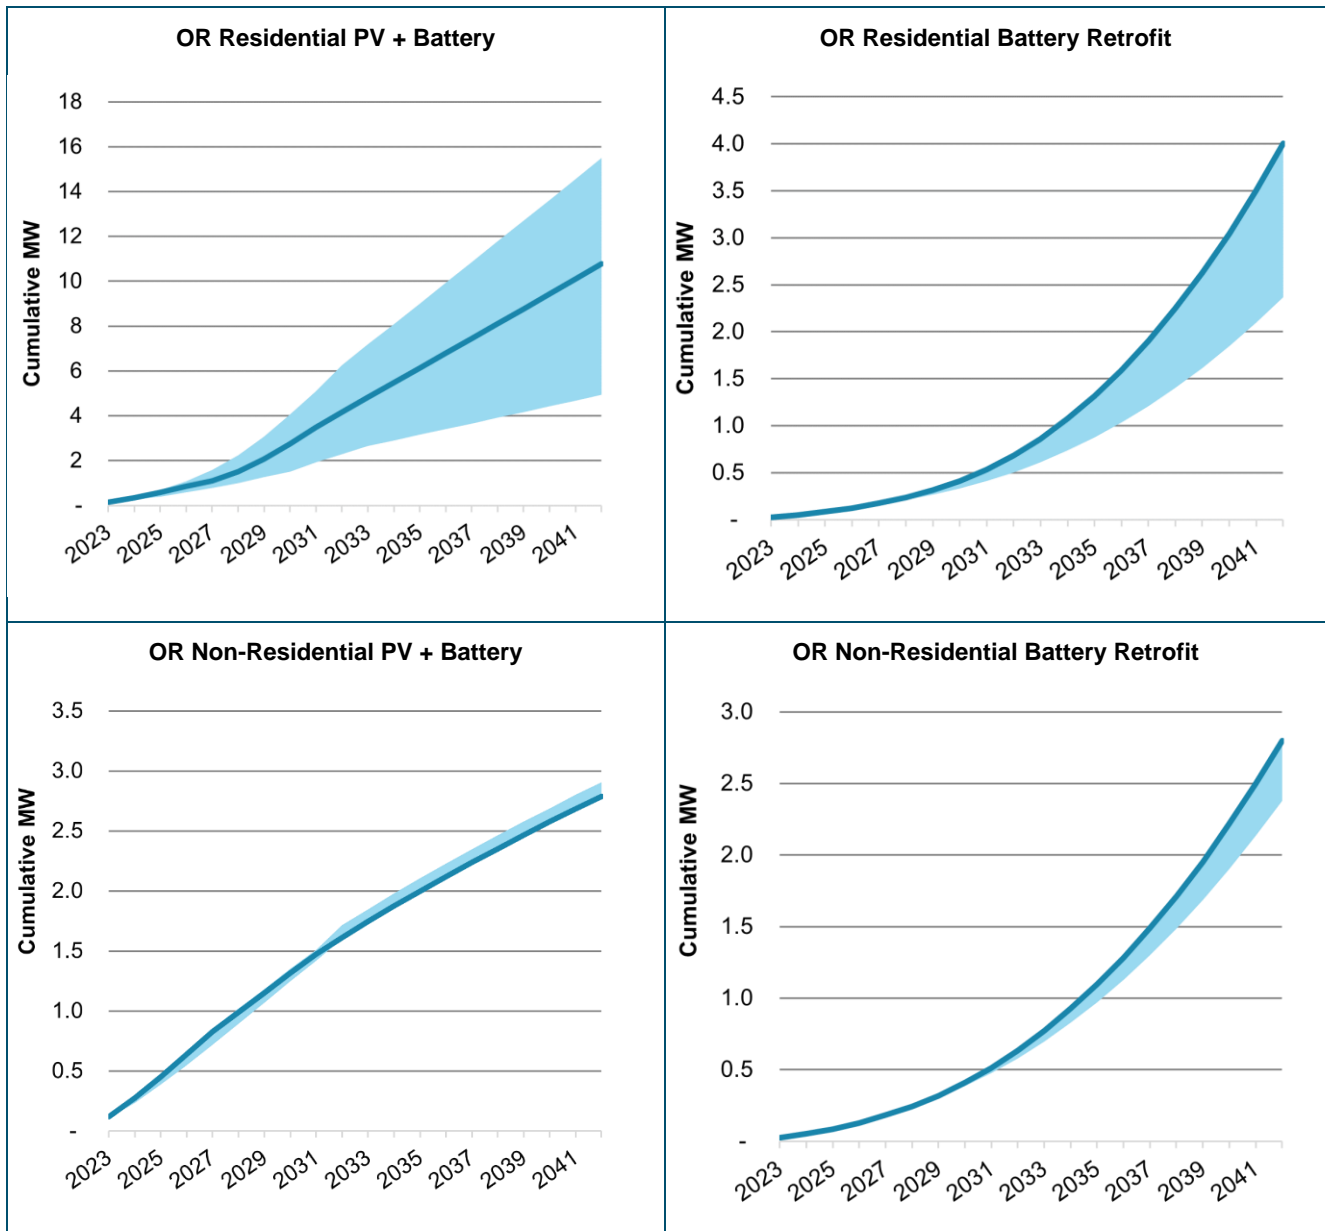 OR Residential PV + Battery
Cumulative MW
18
16
14
12
10
8
6
4
2
-
2023 2025 2027 2029 2031 2033 2035 2037 2039 2041
OR Residential Battery Retrofit
Cumulative MW
4.5
4.0
3.5
3.0
2.5
2.0
1.5
1.0
0.5
-
2023 2025 2027 2029 2031 2033 2035 2037 2039 2041
OR Non-Residential PV + Battery
Cumulative MW
3.5
3.0
2.5
2.0
1.5
1.0
0.5
-
2023 2025 2027 2029 2031 2033 2035 2037 2039 2041
OR Non-Residential Battery Retrofit
Cumulative MW
3.0
2.5
2.0
1.5
1.0
0.5
-
2023 2025 2027 2029 2031 2033 2035 2037 2039 2041